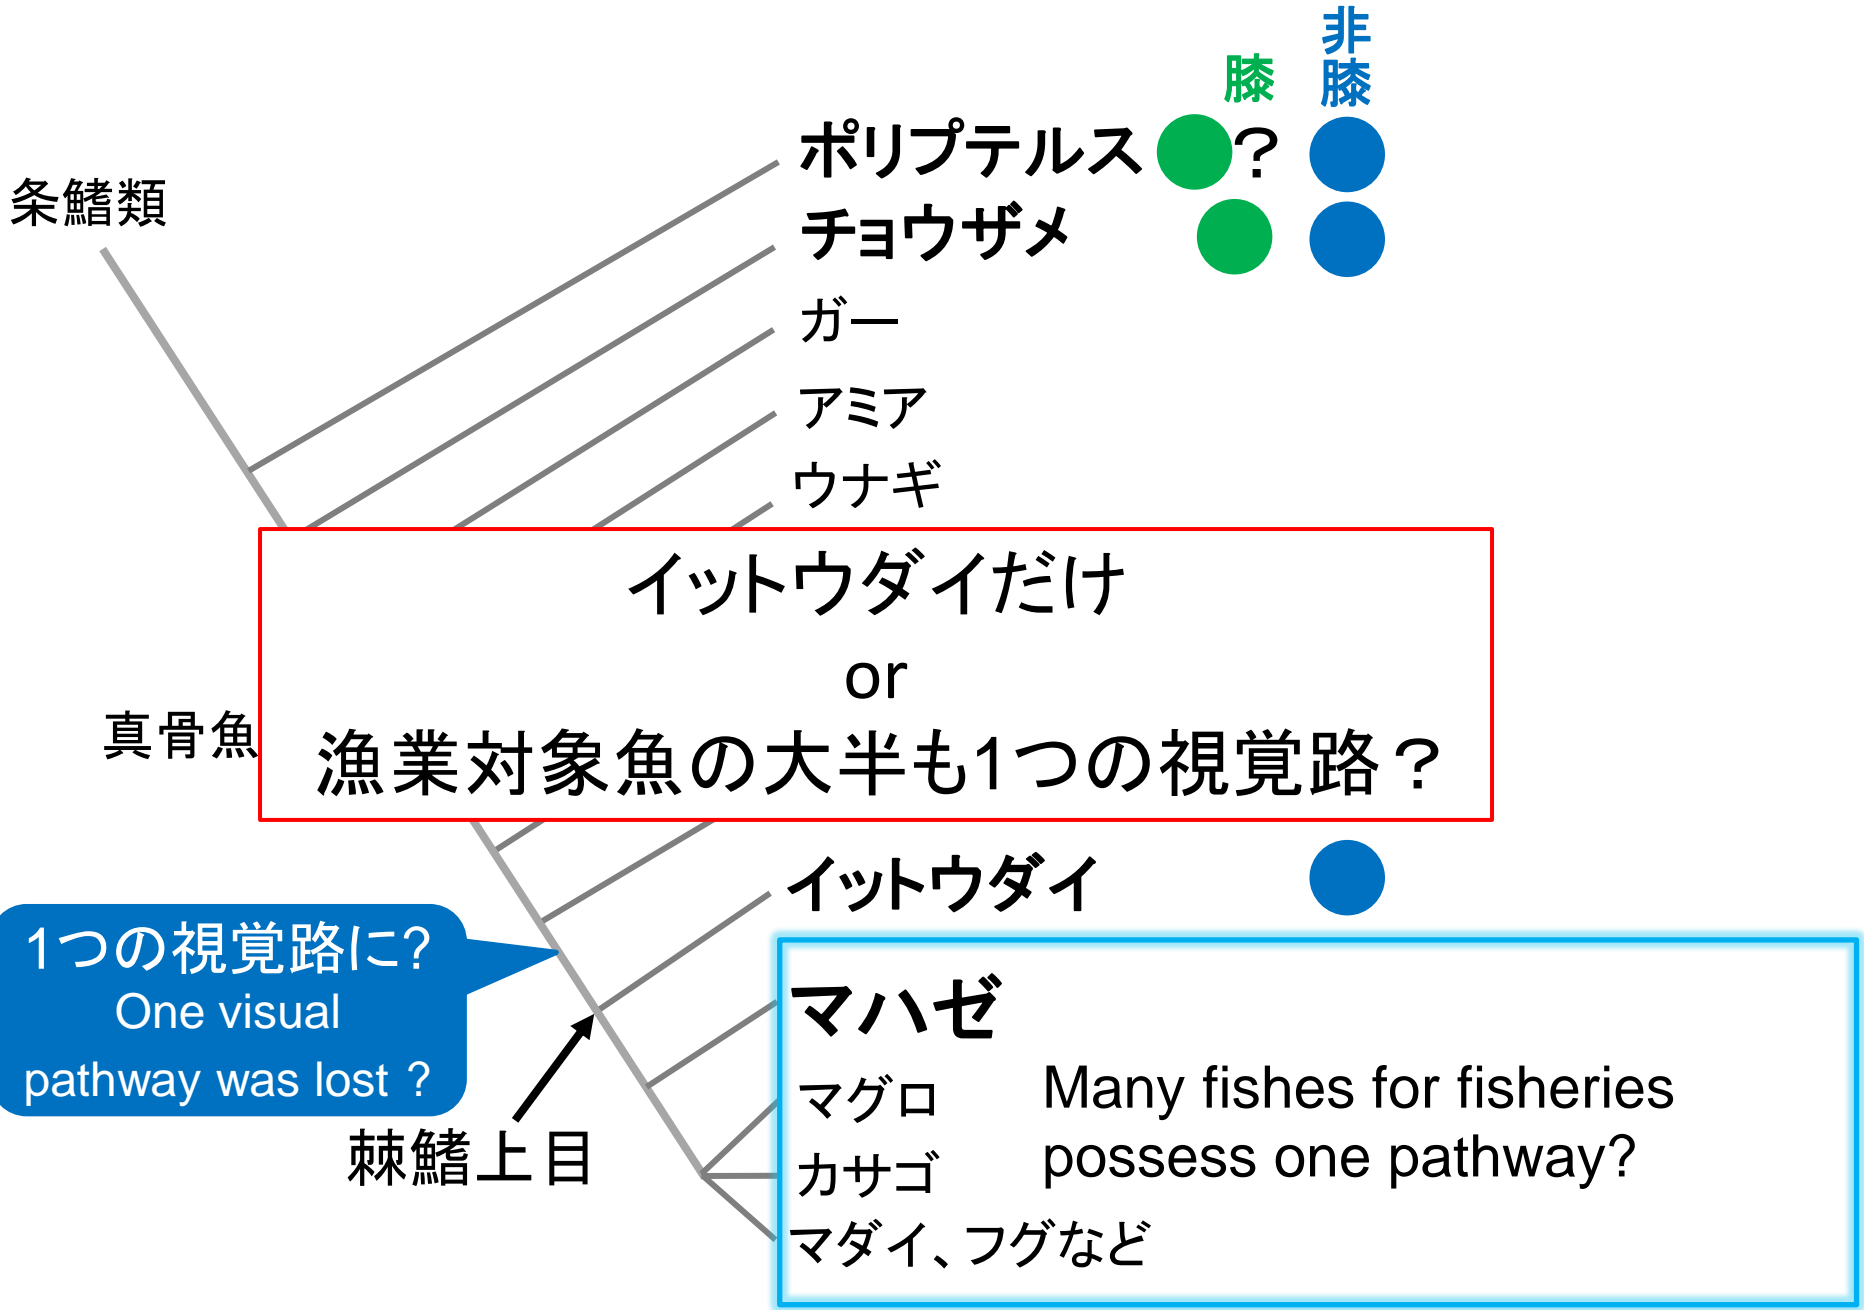 膝
非
膝
ポリプテルス ?
チョウザメ
条鰭類
ガー
アミア
ウナギ
イットウダイだけ
or
漁業対象魚の大半も1つの視覚路？
真骨魚
イットウダイ
1つの視覚路に?
One visual
pathway was lost ?
棘鰭上目
マハゼ
マグロ
カサゴ
マダイ、フグなど
Many fishes for fisheries
possess one pathway?